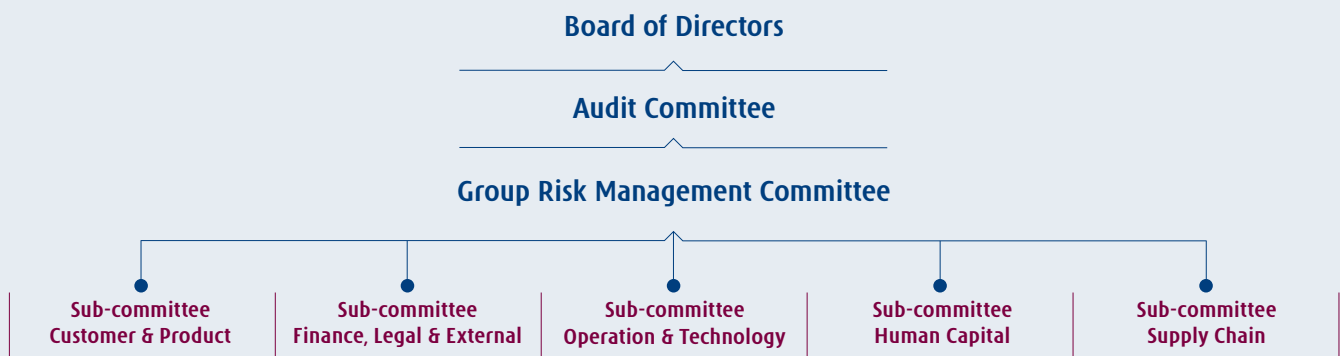 Board of Directors
Audit Committee
Group Risk Management Committee
Sub-committee
Customer & Product
Sub-committee
Finance, Legal & External
Sub-committee
Operation & Technology
Sub-committee
Human Capital
Sub-committee
Supply Chain